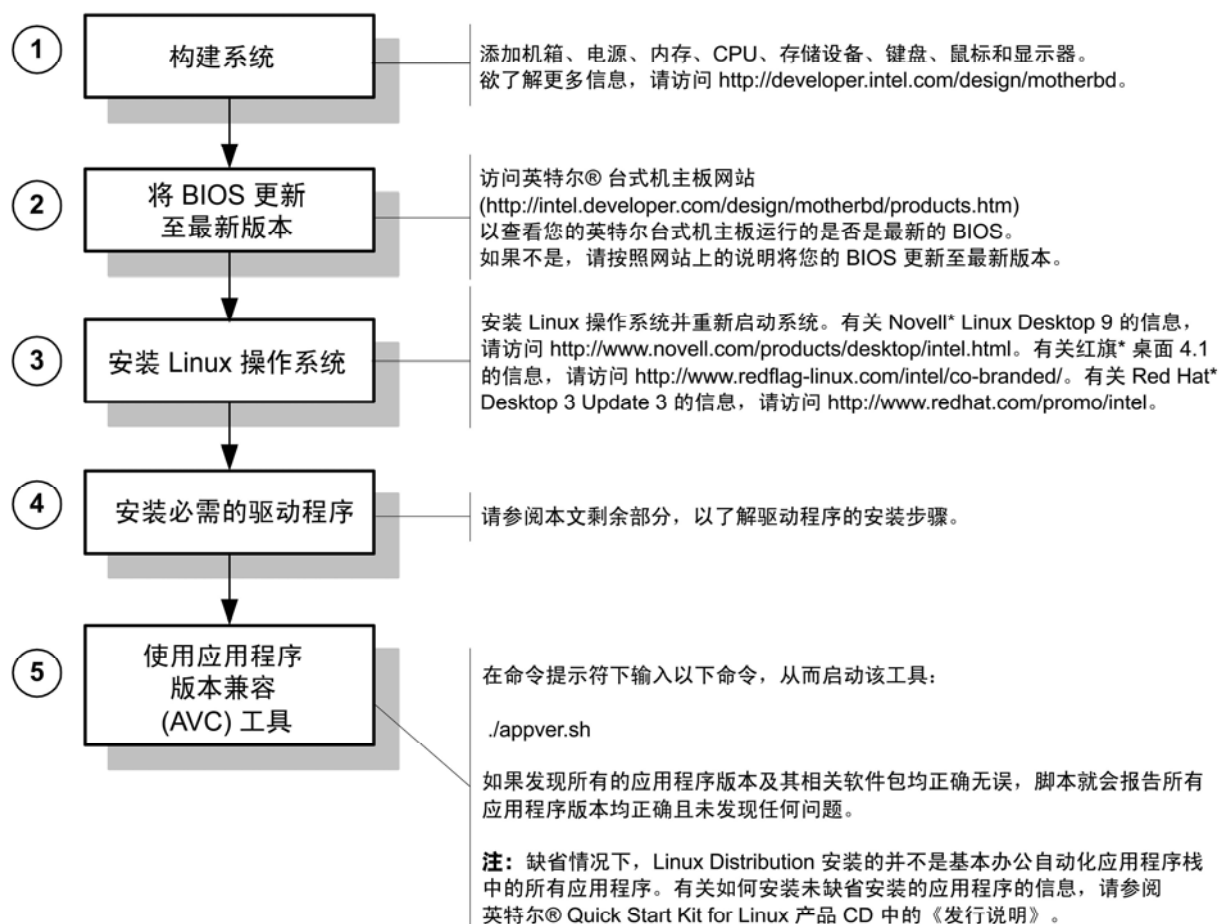 1
构建系统
添加机箱、电源、内存、CPU、存储设备、键盘、鼠标和显示器。
欲了解更多信息，请访问 http://developer.intel.com/design/motherbd。
2
将 BIOS 更新
至最新版本
访问英特尔® 台式机主板网站
(http://intel.developer.com/design/motherbd/products.htm)
以查看您的英特尔台式机主板运行的是否是最新的 BIOS。
如果不是，请按照网站上的说明将您的 BIOS 更新至最新版本。
3
安装 Linux 操作系统
安装 Linux 操作系统并重新启动系统。有关 Novell* Linux Desktop 9 的信息，
请访问 http://www.novell.com/products/desktop/intel.html。有关红旗* 桌面 4.1
的信息，请访问 http://www.redflag-linux.com/intel/co-branded/。有关 Red Hat*
Desktop 3 Update 3 的信息，请访问 http://www.redhat.com/promo/intel。
4
安装必需的驱动程序
请参阅本文剩余部分，以了解驱动程序的安装步骤。
5
使用应用程序
版本兼容
(AVC) 工具
在命令提示符下输入以下命令，从而启动该工具：
./appver.sh
如果发现所有的应用程序版本及其相关软件包均正确无误，脚本就会报告所有
应用程序版本均正确且未发现任何问题。
注：缺省情况下，Linux Distribution 安装的并不是基本办公自动化应用程序栈
中的所有应用程序。有关如何安装未缺省安装的应用程序的信息，请参阅
英特尔® Quick Start Kit for Linux 产品 CD 中的《发行说明》。